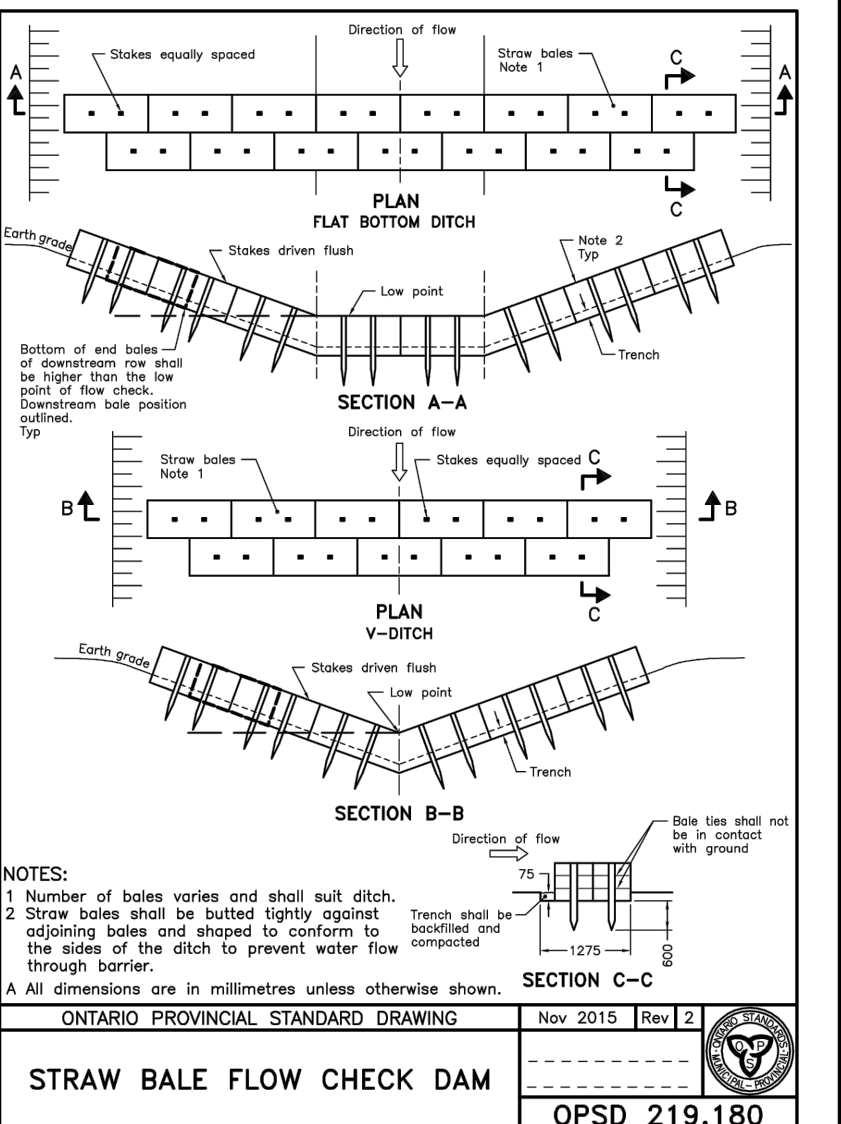 Direction of flow
Stakes equally spaced
Straw bales
Note 1
C
A
A
PLAN
FLAT BOTTOM DITCH
C
Earth grade
Stakes driven flush
Note 2
Typ
Low point
Trench
Bottom of end bales
of downstream row shall
be higher than the low
point of flow check.
Downstream bale position
outlined.
Typ
SECTION A-A
Direction of flow
Straw bales
Note 1
Stakes equally spaced
C
B
B
PLAN
V-DITCH
C
Earth grade
Stakes driven flush
Low point
Trench
SECTION B-B
Direction of flow
Bale ties shall not
be in contact
with ground
75
Trench shall be
backfilled and
compacted
1275
600
SECTION C-C
NOTES:
1 Number of bales varies and shall suit ditch.
2 Straw bales shall be butted tightly against
adjoining bales and shaped to conform to
the sides of the ditch to prevent water flow
through barrier.
A All dimensions are in millimetres unless otherwise shown.
ONTARIO PROVINCIAL STANDARD DRAWING
Nov 2015 Rev 2
ONTARIO STANDARDS
MUNICIPAL-PROVINCIAL
OPS
STRAW BALE FLOW CHECK DAM
OPSD 219.180